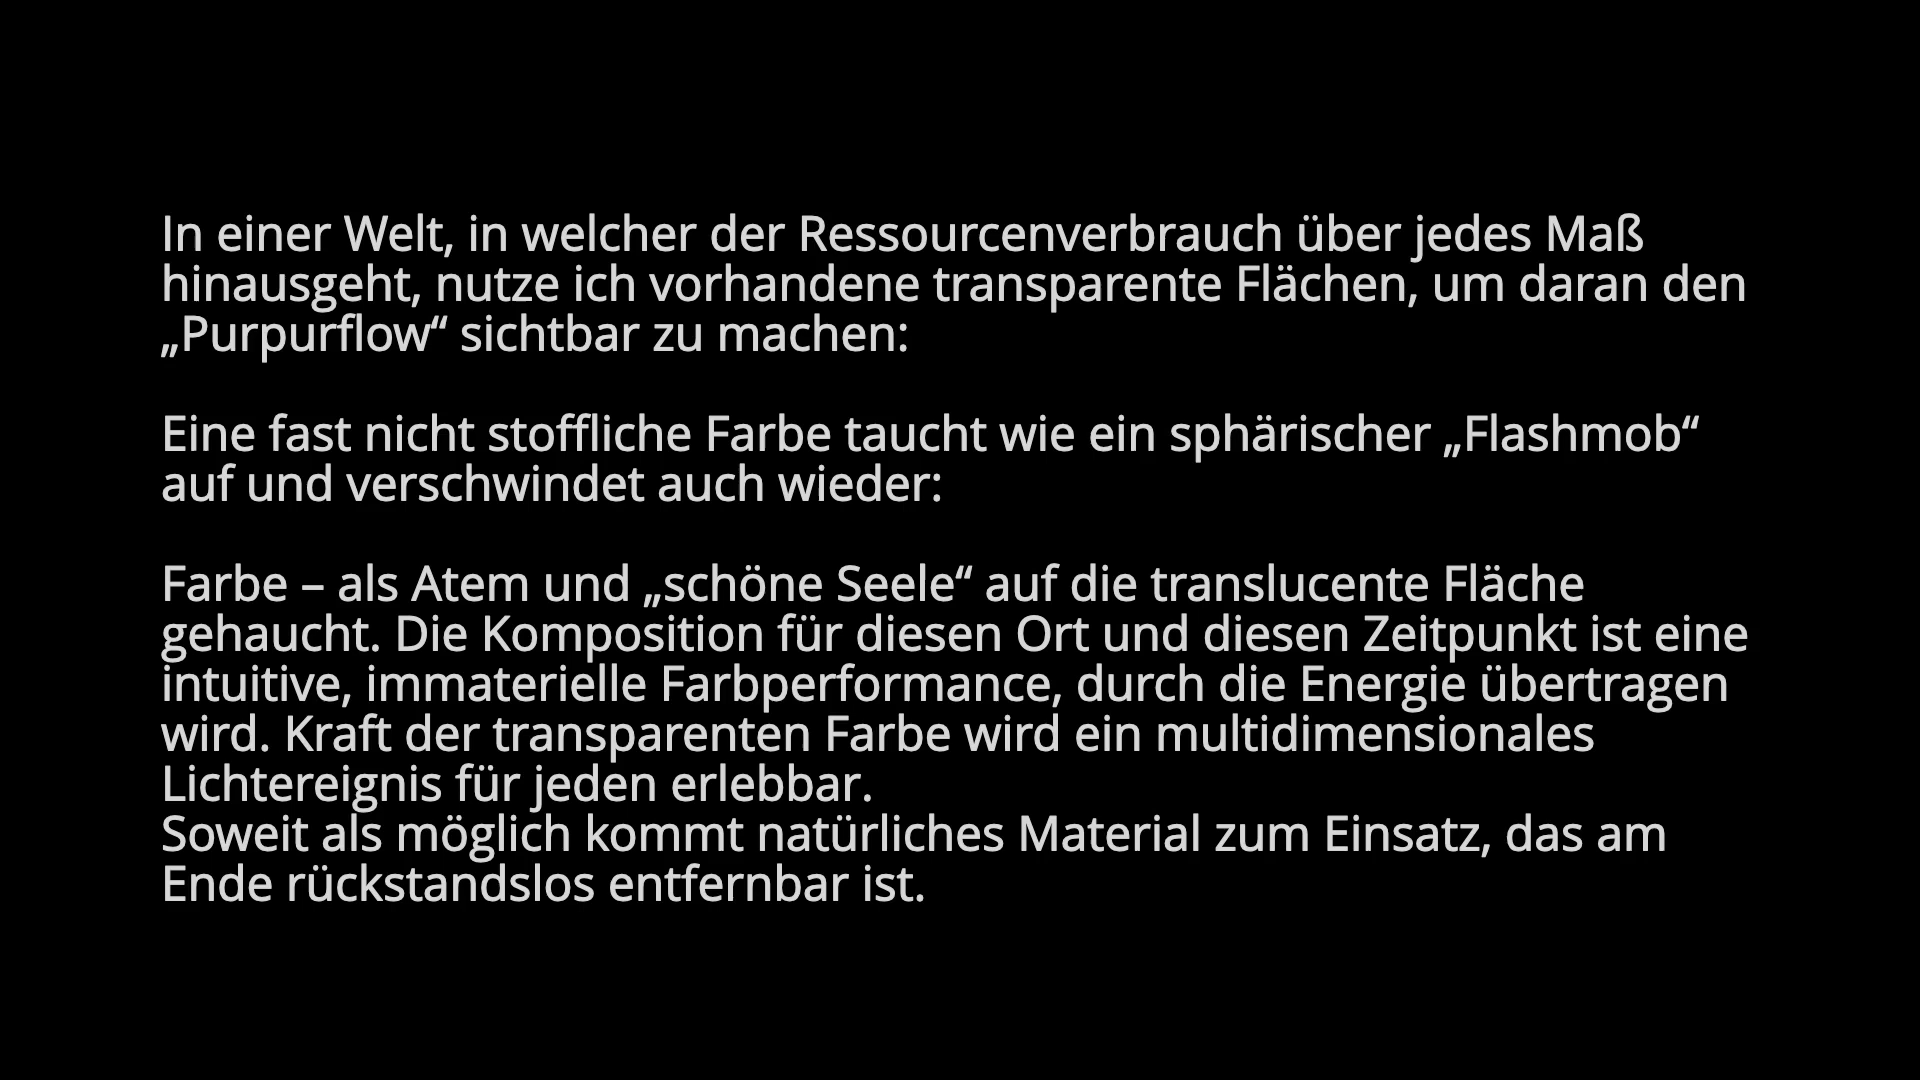 In einer Welt, in welcher der Ressourcenverbrauch über jedes Maß
hinausgeht, nutze ich vorhandene transparente Flächen, um daran den
„Purpurflow“ sichtbar zu machen:
Eine fast nicht stoffliche Farbe taucht wie ein sphärischer „Flashmob“
auf und verschwindet auch wieder:
Farbe – als Atem und „schöne Seele“ auf die translucente Fläche
gehaucht. Die Komposition für diesen Ort und diesen Zeitpunkt ist eine
intuitive, immaterielle Farbperformance, durch die Energie übertragen
wird. Kraft der transparenten Farbe wird ein multidimensionales
Lichtereignis für jeden erlebbar.
Soweit als möglich kommt natürliches Material zum Einsatz, das am
Ende rückstandslos entfernbar ist.